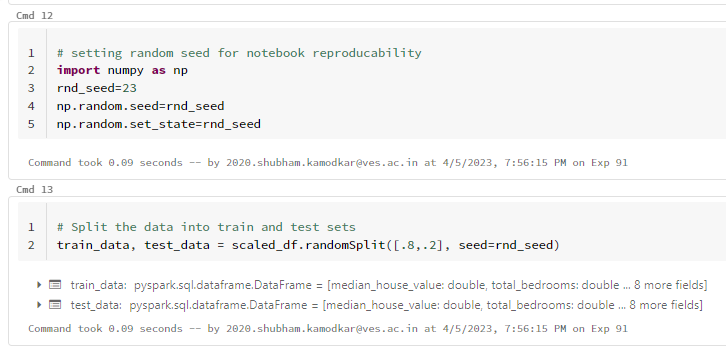 Cmd 12
1 # setting random seed for notebook reproducability
2 import numpy as np
3 rnd_seed=23
4 np.random.seed=rnd_seed
5 np.random.set_state=rnd_seed
Command took 0.09 seconds -- by 2020.shubham.kamodkar@ves.ac.in at 4/5/2023, 7:56:15 PM on Exp 91
Cmd 13
1 # Split the data into train and test sets
2 train_data, test_data = scaled_df.randomSplit([.8,.2], seed=rnd_seed)
train_data: pyspark.sql.dataframe.DataFrame = [median_house_value: double, total_bedrooms: double ... 8 more fields]
test_data: pyspark.sql.dataframe.DataFrame = [median_house_value: double, total_bedrooms: double ... 8 more fields]
Command took 0.09 seconds -- by 2020.shubham.kamodkar@ves.ac.in at 4/5/2023, 7:56:15 PM on Exp 91